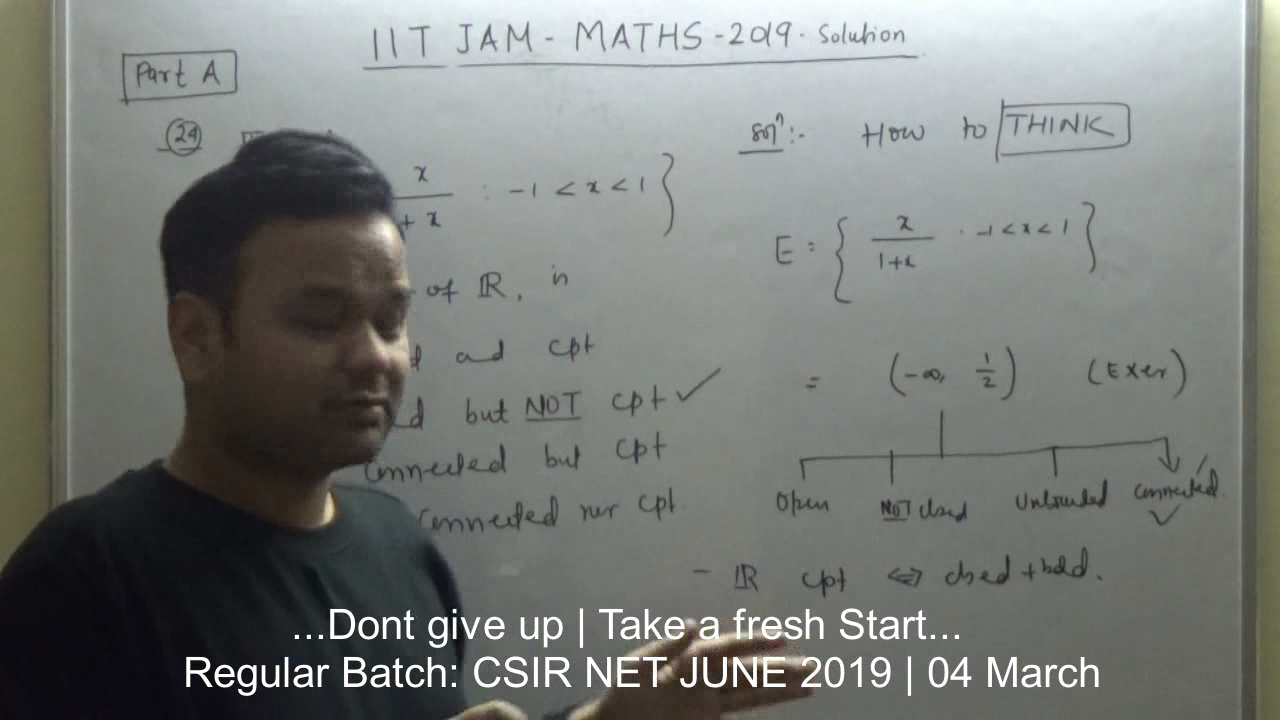 IIT JAM - MATHS - 2019 - Solution
Part A
24
x
+ x
: -1 < x < 1 }
of ℝ, in
and cpt
but NOT cpt ✓
Connected but cpt
Connected nor cpt.
Solⁿ:- How to THINK
E = { x / 1+x : -1 < x < 1 }
= (-∞, 1/2) (Exer)
Open NOT closed Unbounded Connected
- ℝ cpt ⇔ closed + bdd.
...Dont give up | Take a fresh Start...
Regular Batch: CSIR NET JUNE 2019 | 04 March